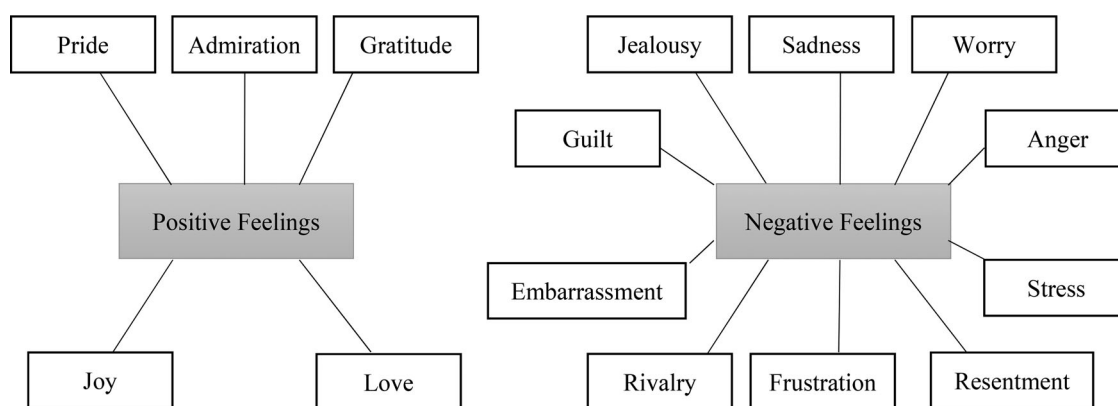 Pride
Admiration
Gratitude
Positive Feelings
Joy
Love
Jealousy
Sadness
Worry
Guilt
Anger
Negative Feelings
Embarrassment
Stress
Rivalry
Frustration
Resentment